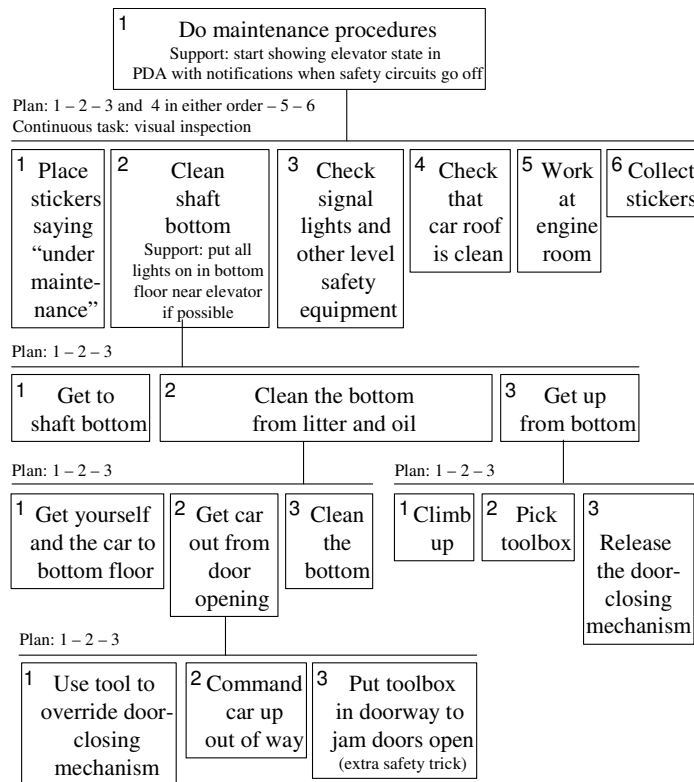 1
Do maintenance procedures
Support: start showing elevator state in
PDA with notifications when safety circuits go off
Plan: 1 – 2 – 3 and 4 in either order – 5 – 6
Continuous task: visual inspection
1
Place
stickers
saying
“under
mainte-
nance”
2
Clean
shaft
bottom
Support: put all
lights on in bottom
floor near elevator
if possible
3
Check
signal
lights and
other level
safety
equipment
4
Check
that
car roof
is clean
5
Work
at
engine
room
6
Collect
stickers
Plan: 1 – 2 – 3
1
Get to
shaft bottom
2
Clean the bottom
from litter and oil
3
Get up
from bottom
Plan: 1 – 2 – 3
1
Get yourself
and the car to
bottom floor
2
Get car
out from
door
opening
3
Clean
the
bottom
Plan: 1 – 2 – 3
1
Climb
up
2
Pick
toolbox
3
Release
the door-
closing
mechanism
Plan: 1 – 2 – 3
1
Use tool to
override door-
closing
mechanism
2
Command
car up
out of way
3
Put toolbox
in doorway to
jam doors open
(extra safety trick)